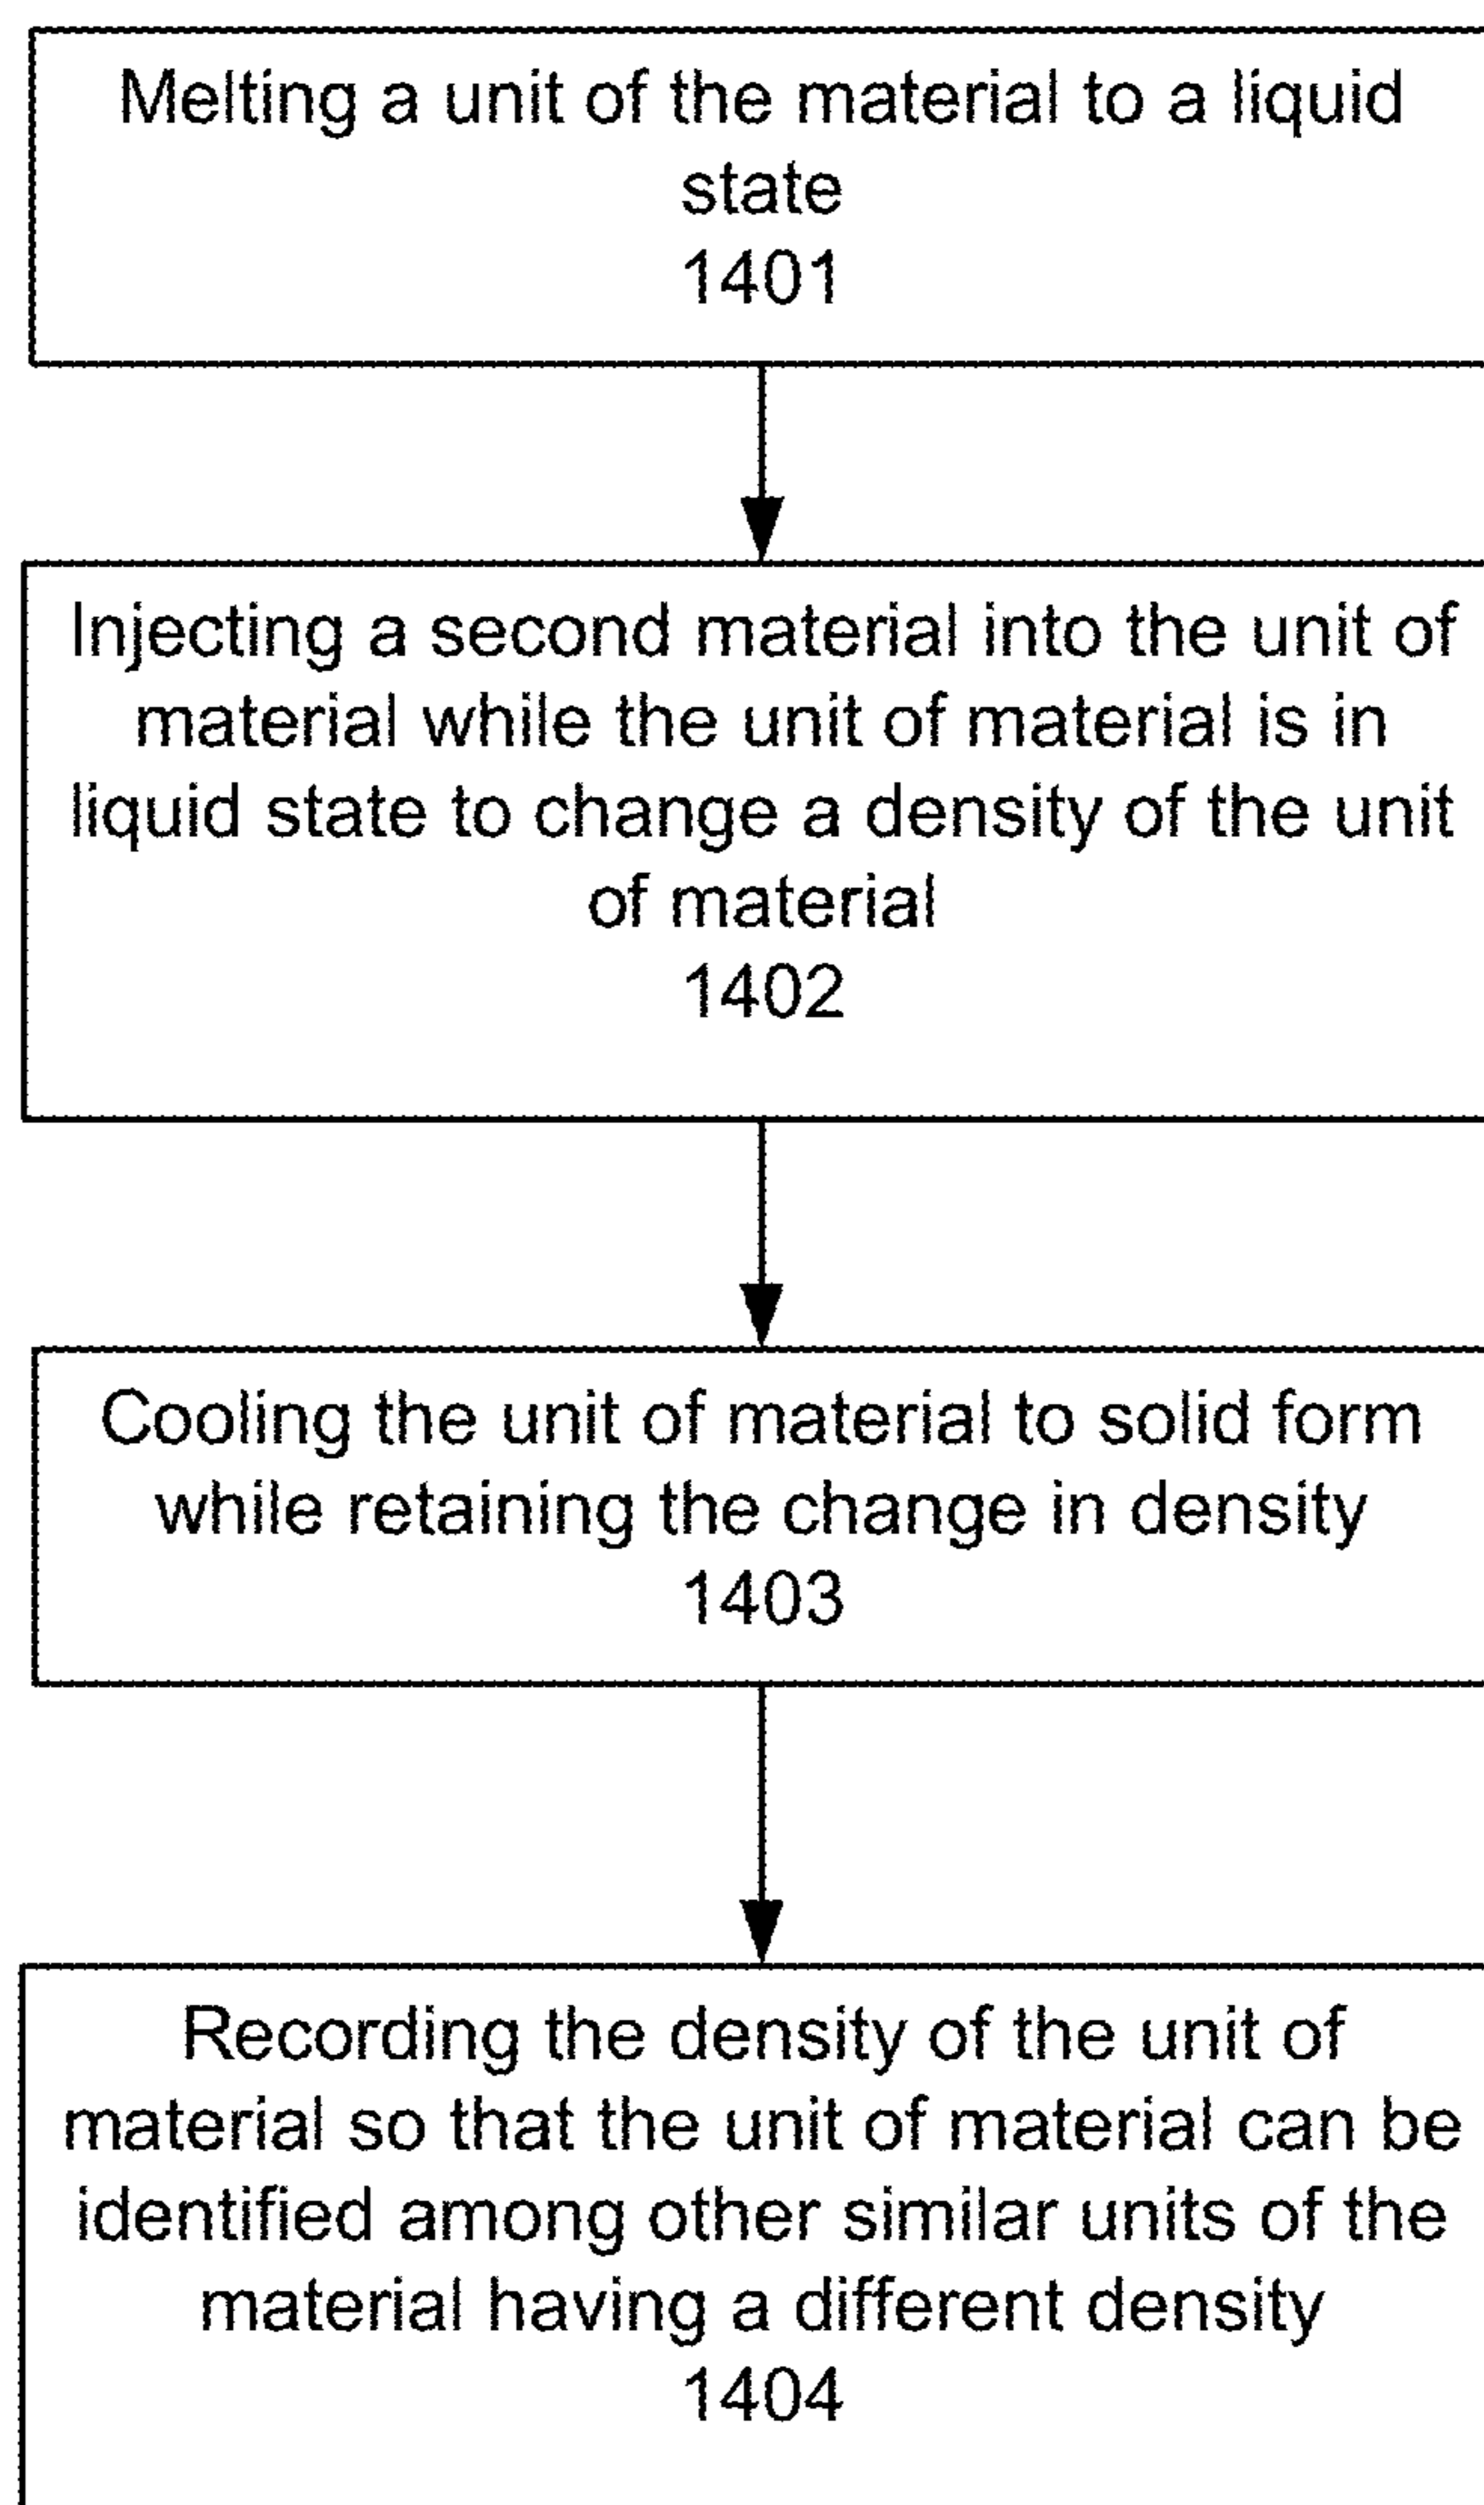 Melting a unit of the material to a liquid
state
1401
Injecting a second material into the unit of
material while the unit of material is in
liquid state to change a density of the unit
of material
1402
Cooling the unit of material to solid form
while retaining the change in density
1403
Recording the density of the unit of
material so that the unit of material can be
identified among other similar units of the
material having a different density
1404